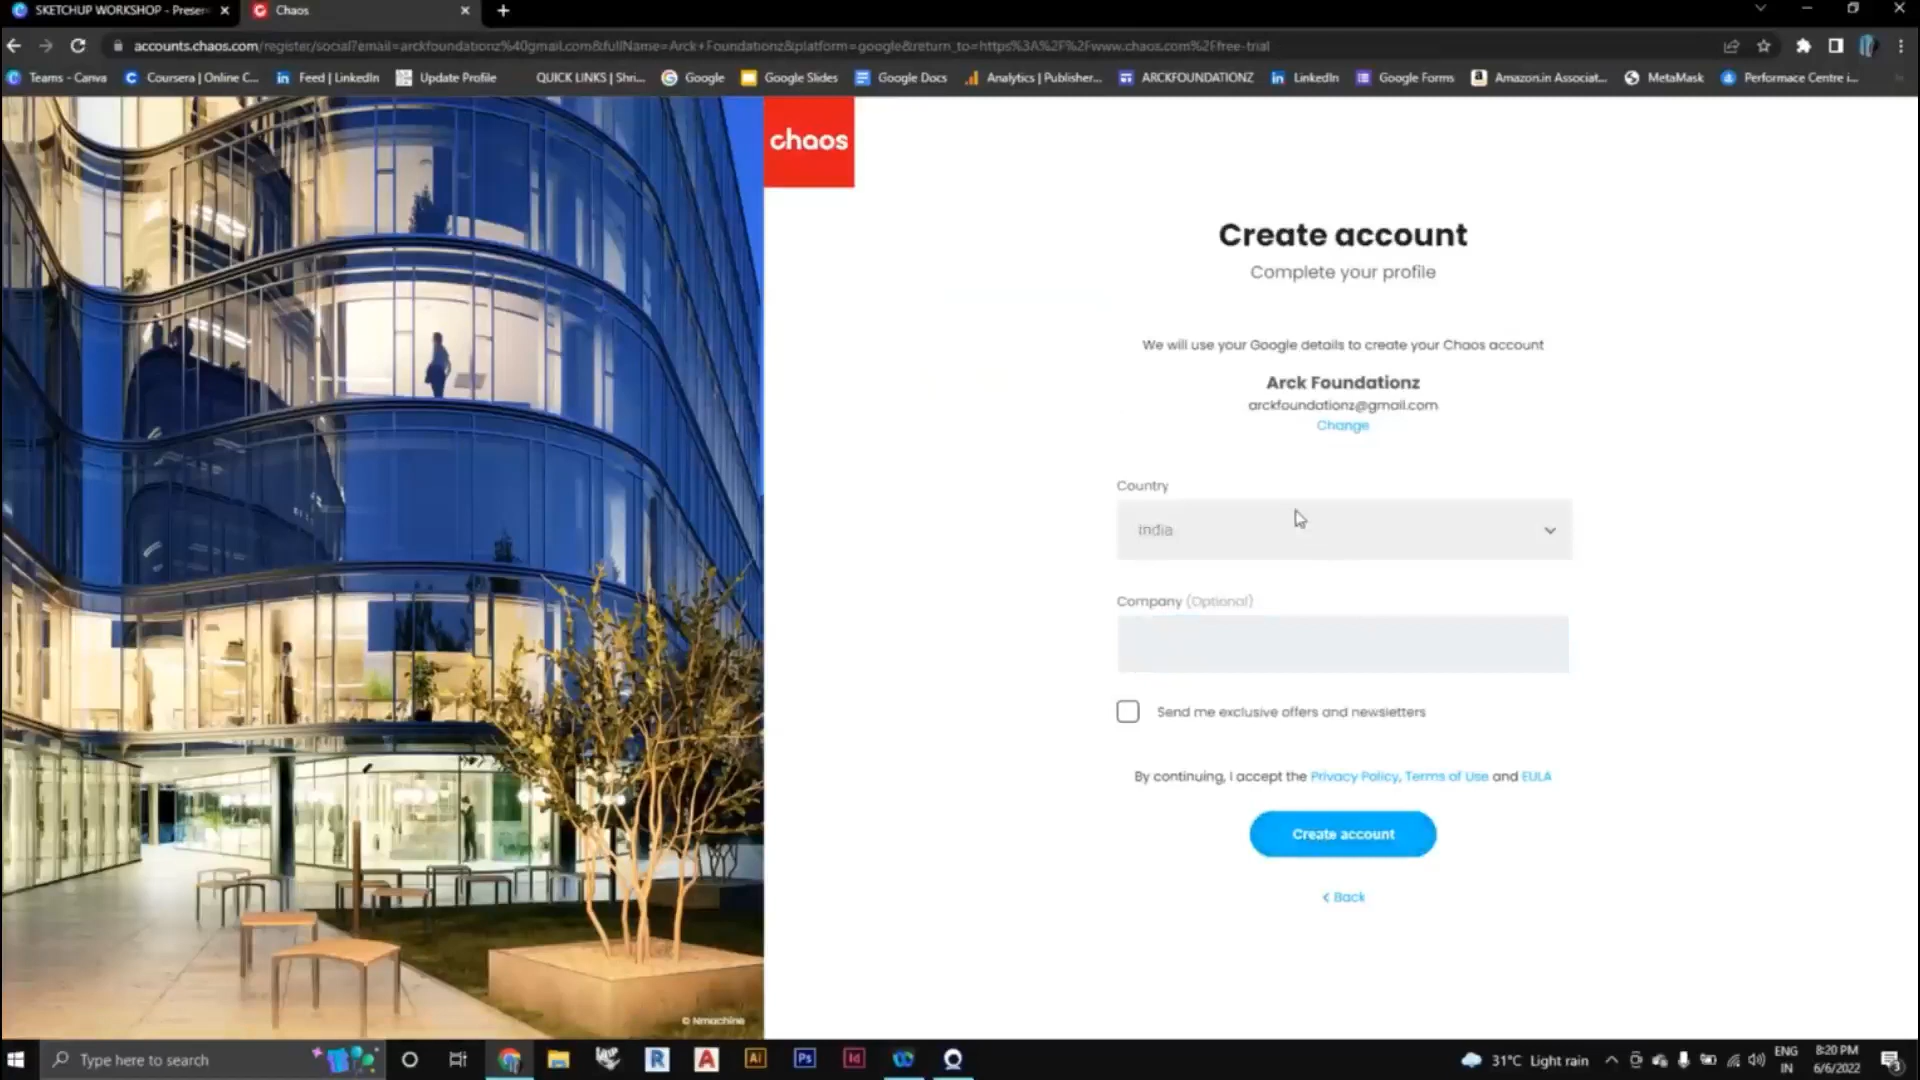 SKETCHUP WORKSHOP - Presen
Chaos
accounts.chaos.com/register/social?email=arckfoundationz%40gmail.com&fullName=Arck+Foundationz&platform=google&return_to=https%3A%2F%2Fwww.chaos.com%2Ffree-trial
Teams - Canva
Coursera | Online C...
Feed | LinkedIn
Update Profile
QUICK LINKS | Shri...
Google
Google Slides
Google Docs
Analytics | Publisher...
ARCKFOUNDATIONZ
LinkedIn
Google Forms
Amazon.in Associat...
MetaMask
Performace Centre i...
chaos
Create account
Complete your profile
We will use your Google details to create your Chaos account
Arck Foundationz
arckfoundationz@gmail.com
Change
Country
India
Company (Optional)
Send me exclusive offers and newsletters
By continuing, I accept the Privacy Policy, Terms of Use and EULA
Create account
< Back
© Nmachine
Type here to search
R
A
Ai
Ps
Id
31°C Light rain
ENG
IN
8:20 PM
6/6/2022
3